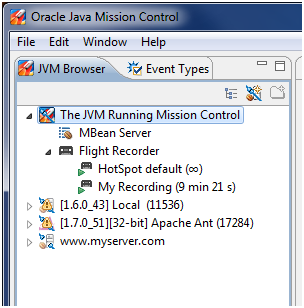 Oracle Java Mission Control
File Edit Window Help
JVM Browser Event Types
The JVM Running Mission Control
MBean Server
Flight Recorder
HotSpot default (∞)
My Recording (9 min 21 s)
[1.6.0_43] Local (11536)
[1.7.0_51][32-bit] Apache Ant (17284)
www.myserver.com